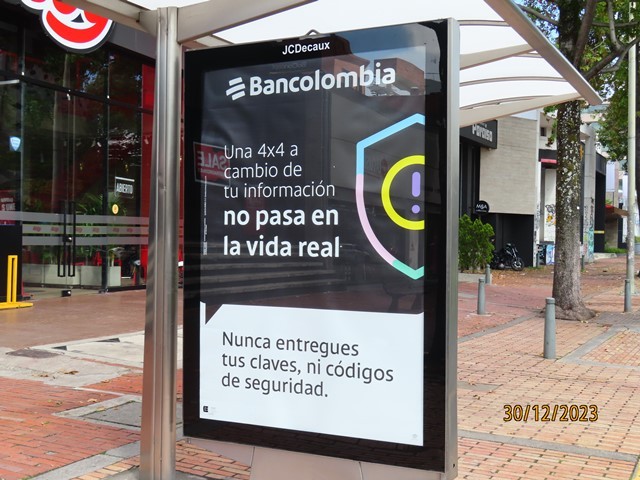 JCDecaux
Bancolombia
Una 4x4 a
cambio de
tu información
no pasa en
la vida real
Nunca entregues
tus claves, ni códigos
de seguridad.
SALE
ABIERTO
30/12/2023